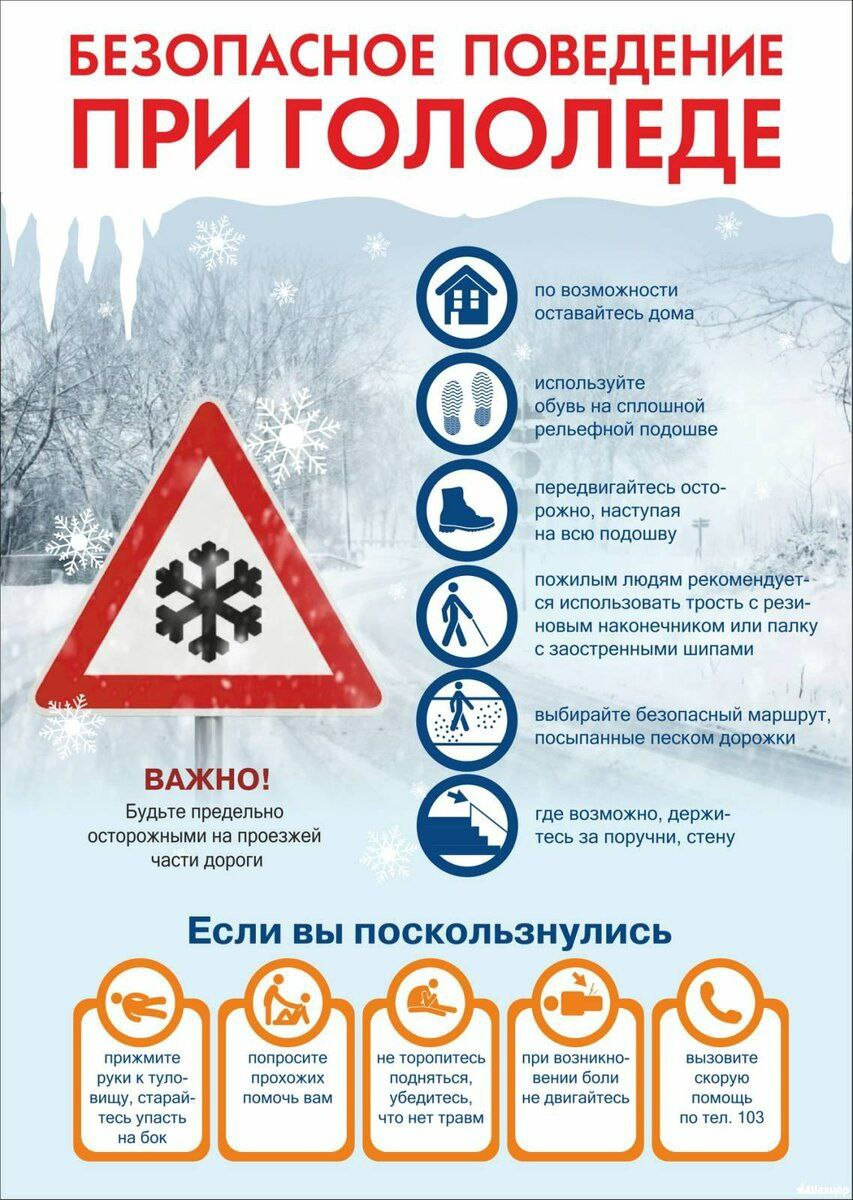 БЕЗОПАСНОЕ ПОВЕДЕНИЕ
ПРИ ГОЛОЛЕДЕ
по возможности
оставайтесь дома
используйте
обувь на сплошной
рельефной подошве
передвигайтесь осто-
рожно, наступая
на всю подошву
пожилым людям рекомендует-
ся использовать трость с рези-
новым наконечником или палку
с заостренными шипами
выбирайте безопасный маршрут,
посыпанные песком дорожки
где возможно, держи-
тесь за поручни, стену
ВАЖНО!
Будьте предельно
осторожными на проезжей
части дороги
Если вы поскользнулись
прижмите
руки к туло-
вищу, старай-
тесь упасть
на бок
попросите
прохожих
помочь вам
не торопитесь
подняться,
убедитесь,
что нет травм
при возникно-
вении боли
не двигайтесь
вызовите
скорую
помощь
по тел. 103